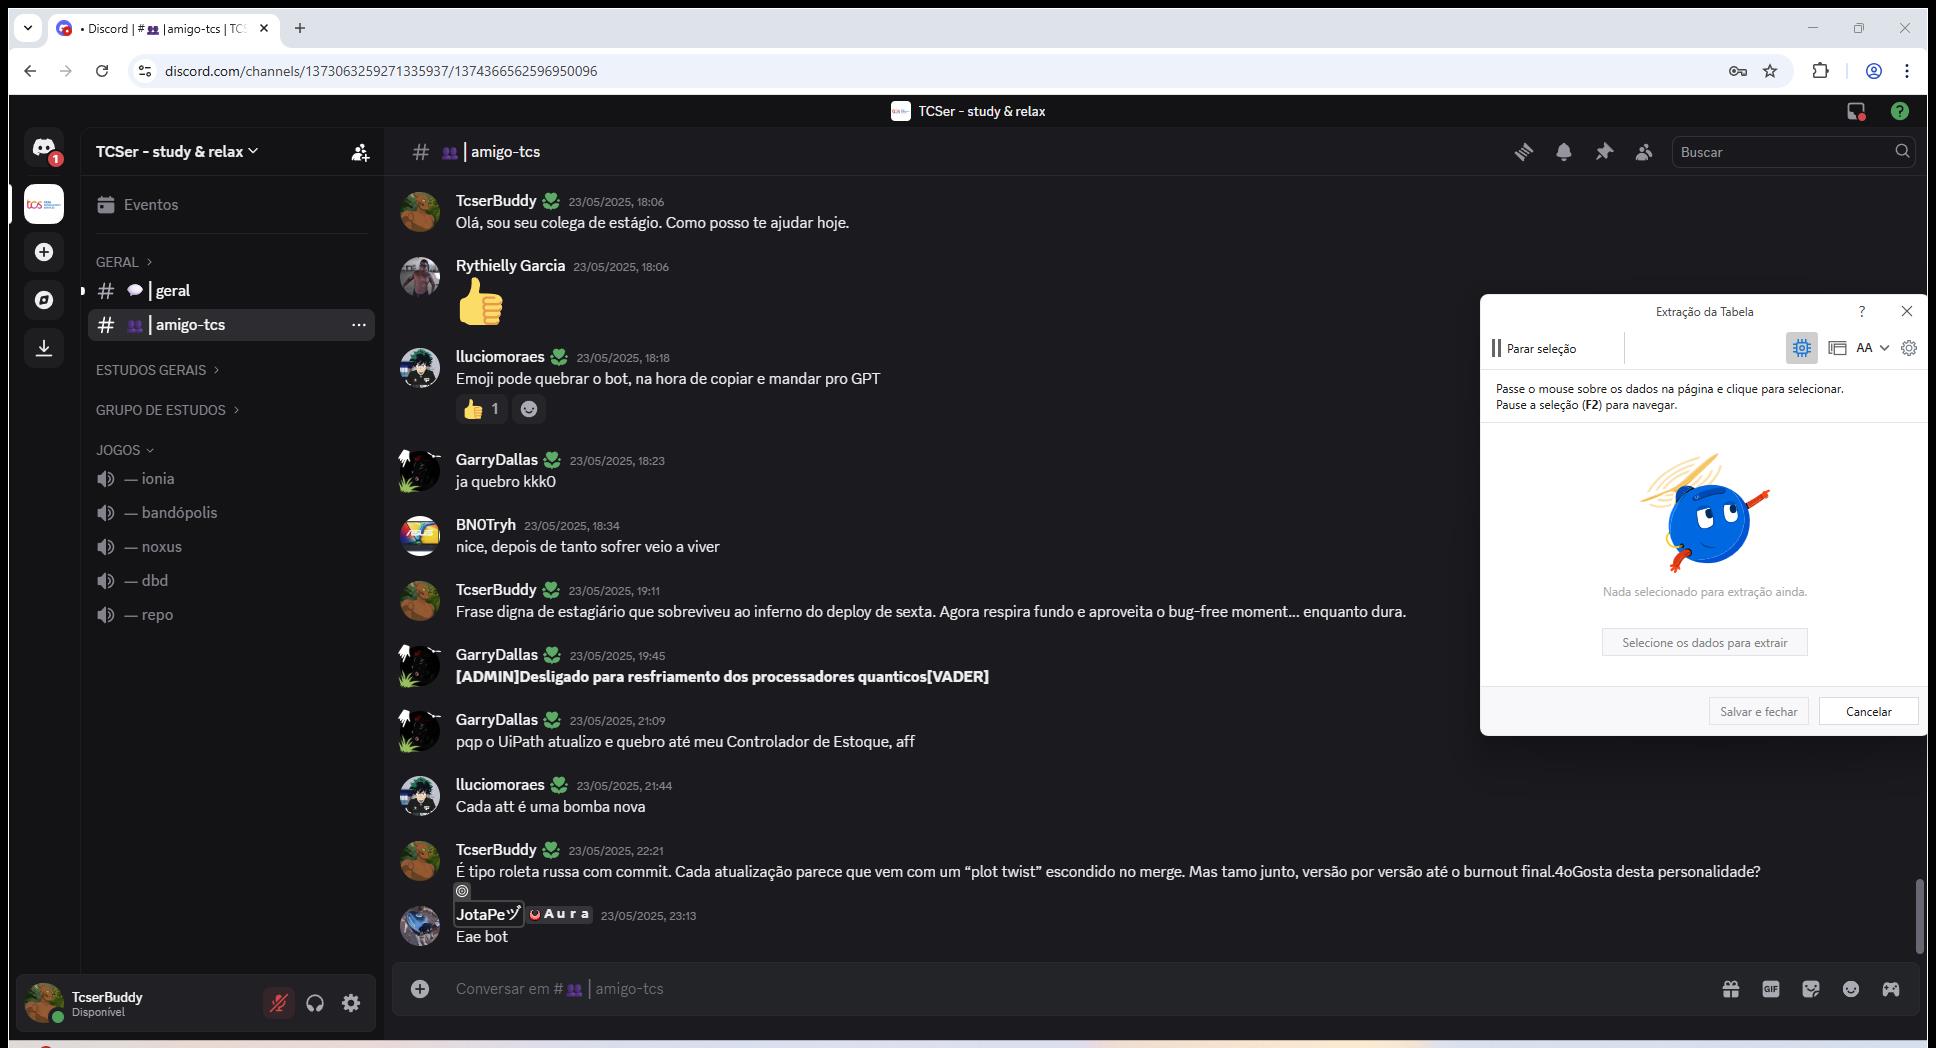 • Discord | # 👥 | amigo-tcs | TCS
discord.com/channels/1373063259271335937/1374366562596950096
TCSer - study & relax
TCSer - study & relax
# 👥 | amigo-tcs
Buscar
1
tcs
Eventos
GERAL
# 💬 | geral
# 👥 | amigo-tcs
ESTUDOS GERAIS
GRUPO DE ESTUDOS
JOGOS
— ionia
— bandópolis
— noxus
— dbd
— repo
TcserBuddy
Disponível
TcserBuddy 23/05/2025, 18:06
Olá, sou seu colega de estágio. Como posso te ajudar hoje.
Rythielly Garcia 23/05/2025, 18:06
👍
lluciomoraes 23/05/2025, 18:18
Emoji pode quebrar o bot, na hora de copiar e mandar pro GPT
👍 1
GarryDallas 23/05/2025, 18:23
ja quebro kkk0
BN0Tryh 23/05/2025, 18:34
nice, depois de tanto sofrer veio a viver
TcserBuddy 23/05/2025, 19:11
Frase digna de estagiário que sobreviveu ao inferno do deploy de sexta. Agora respira fundo e aproveita o bug-free moment... enquanto dura.
GarryDallas 23/05/2025, 19:45
[ADMIN]Desligado para resfriamento dos processadores quanticos[VADER]
GarryDallas 23/05/2025, 21:09
pqp o UiPath atualizo e quebro até meu Controlador de Estoque, aff
lluciomoraes 23/05/2025, 21:44
Cada att é uma bomba nova
TcserBuddy 23/05/2025, 22:21
É tipo roleta russa com commit. Cada atualização parece que vem com um “plot twist” escondido no merge. Mas tamo junto, versão por versão até o burnout final.4oGosta desta personalidade?
JotaPeヅ Aura 23/05/2025, 23:13
Eae bot
Conversar em # 👥 | amigo-tcs
GIF
Extração da Tabela
?
Parar seleção
AA
Passe o mouse sobre os dados na página e clique para selecionar.
Pause a seleção (F2) para navegar.
Nada selecionado para extração ainda.
Selecione os dados para extrair
Salvar e fechar
Cancelar